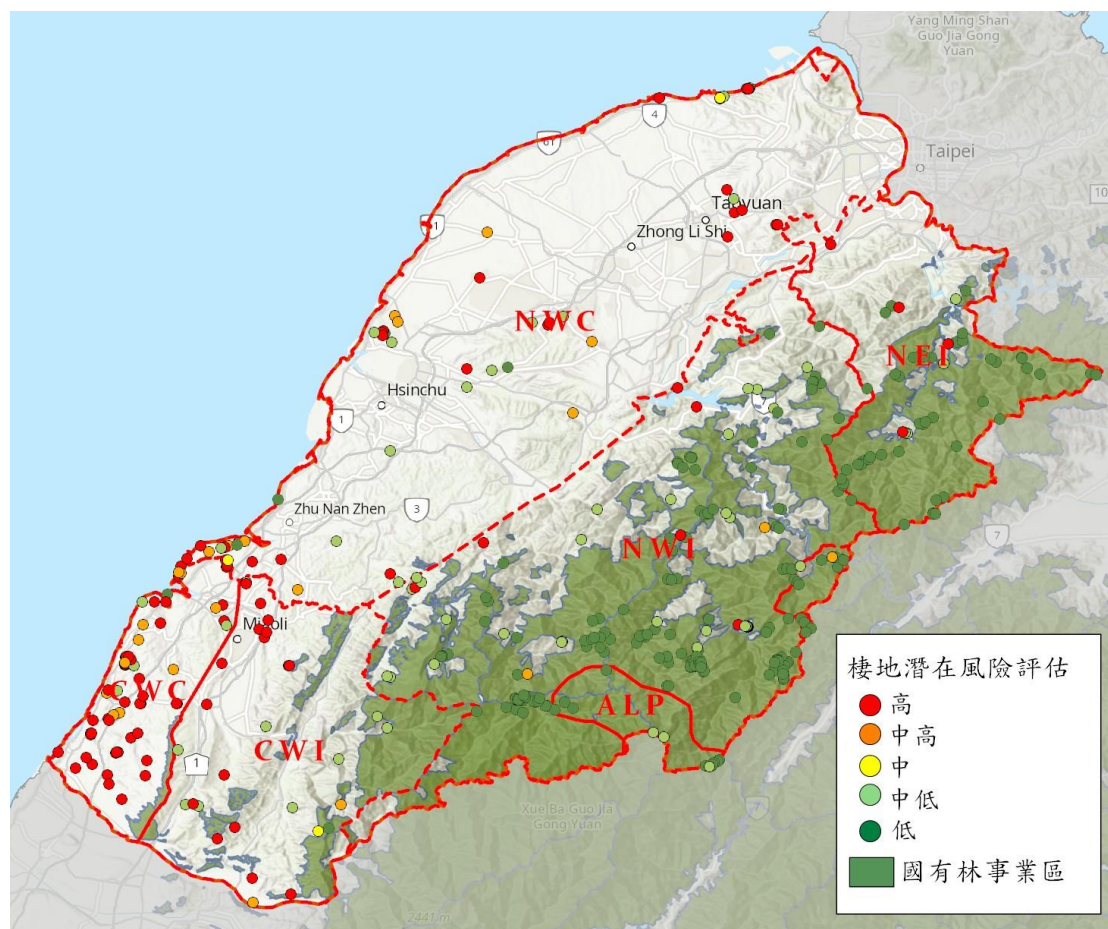 Yang Ming Shan
Guo Jia Gong
Yuan
4
61
Taipei
10
Taoyuan
Zhong Li Shi
NWC
NEI
Hsinchu
1
7
Zhu Nan Zhen
3
NWI
7
Miaoli
CWC
ALP
CWI
1
Xue Ba Guo Jia
Gong Yuan
7
2441 m
棲地潛在風險評估
高
中高
中
中低
低
國有林事業區